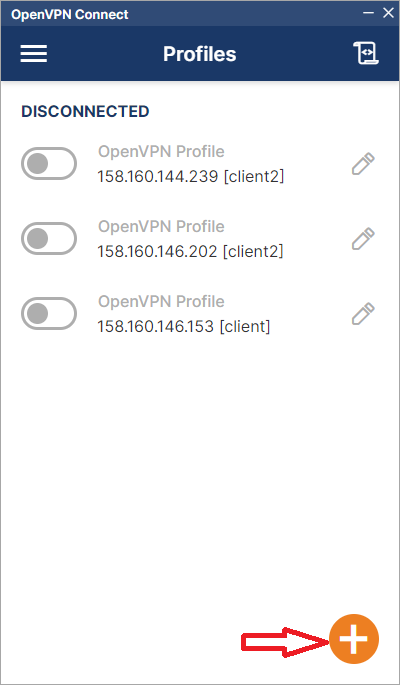 OpenVPN Connect
Profiles
DISCONNECTED
OpenVPN Profile
158.160.144.239 [client2]
OpenVPN Profile
158.160.146.202 [client2]
OpenVPN Profile
158.160.146.153 [client]